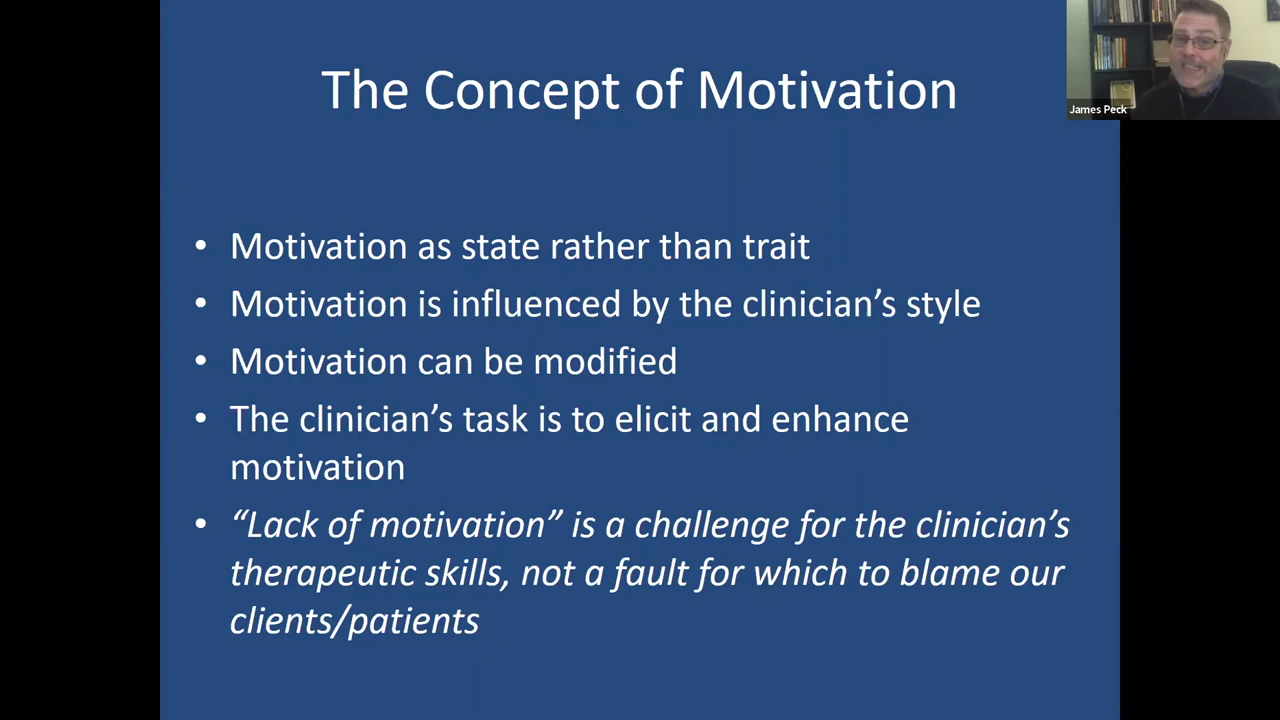 The Concept of Motivation
James Peck
• Motivation as state rather than trait
• Motivation is influenced by the clinician’s style
• Motivation can be modified
• The clinician’s task is to elicit and enhance
motivation
• “Lack of motivation” is a challenge for the clinician’s
therapeutic skills, not a fault for which to blame our
clients/patients